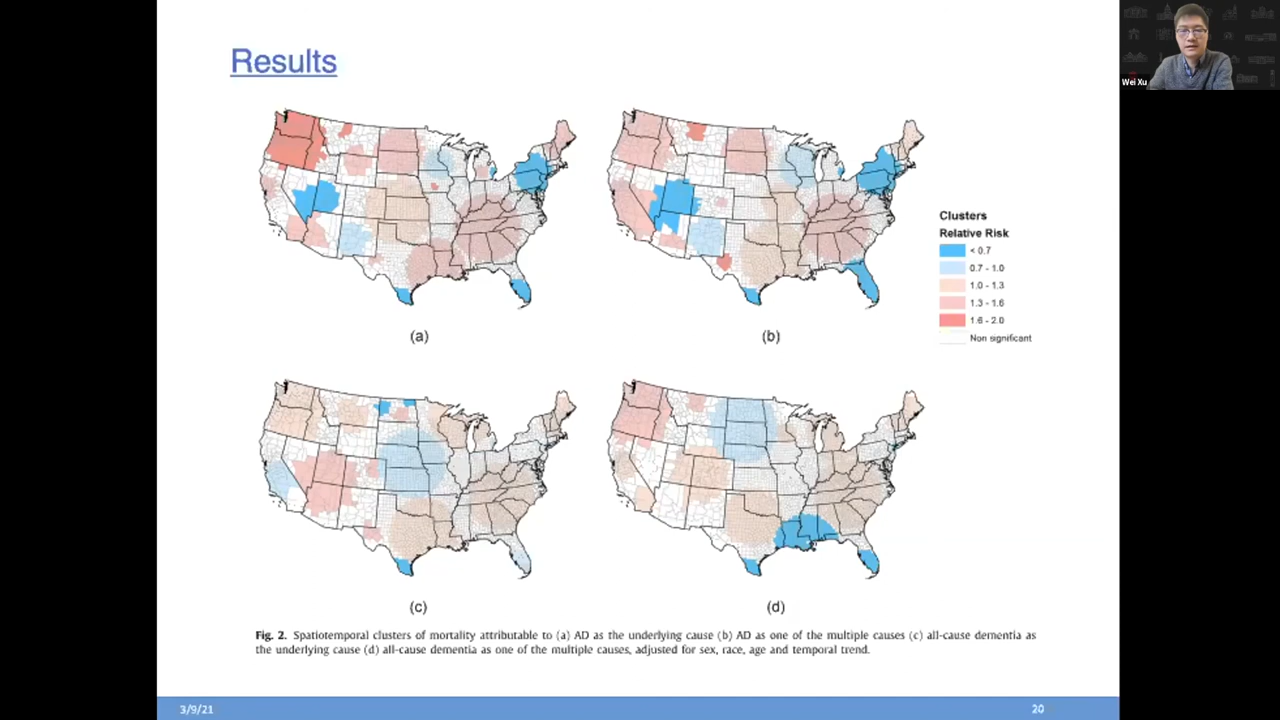 Results
Wei Xu
(a)
(b)
Clusters
Relative Risk
< 0.7
0.7 - 1.0
1.0 - 1.3
1.3 - 1.6
1.6 - 2.0
Non significant
(c)
(d)
Fig. 2. Spatiotemporal clusters of mortality attributable to (a) AD as the underlying cause (b) AD as one of the multiple causes (c) all-cause dementia as
the underlying cause (d) all-cause dementia as one of the multiple causes, adjusted for sex, race, age and temporal trend.
3/9/21
20